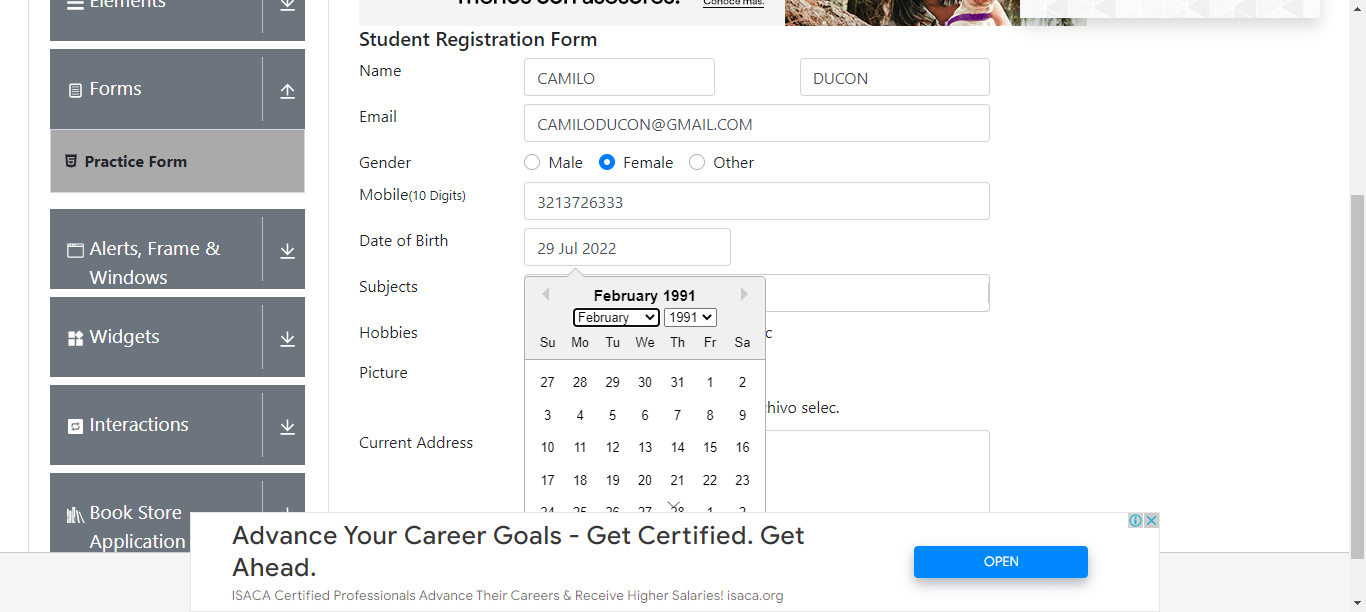 Elements
menos con asesores.
Conoce más.
Student Registration Form
Forms
Practice Form
Alerts, Frame &
Windows
Widgets
Interactions
Book Store
Application
Name
CAMILO
DUCON
Email
CAMILODUCON@GMAIL.COM
Gender
Male
Female
Other
Mobile(10 Digits)
3213726333
Date of Birth
29 Jul 2022
Subjects
February 1991
February
1991
Hobbies
c
Su Mo Tu We Th Fr Sa
Picture
27 28 29 30 31 1 2
chivo selec.
3 4 5 6 7 8 9
Current Address
10 11 12 13 14 15 16
17 18 19 20 21 22 23
24 25 26 27 28 1 2
Advance Your Career Goals - Get Certified. Get
Ahead.
ISACA Certified Professionals Advance Their Careers & Receive Higher Salaries! isaca.org
OPEN